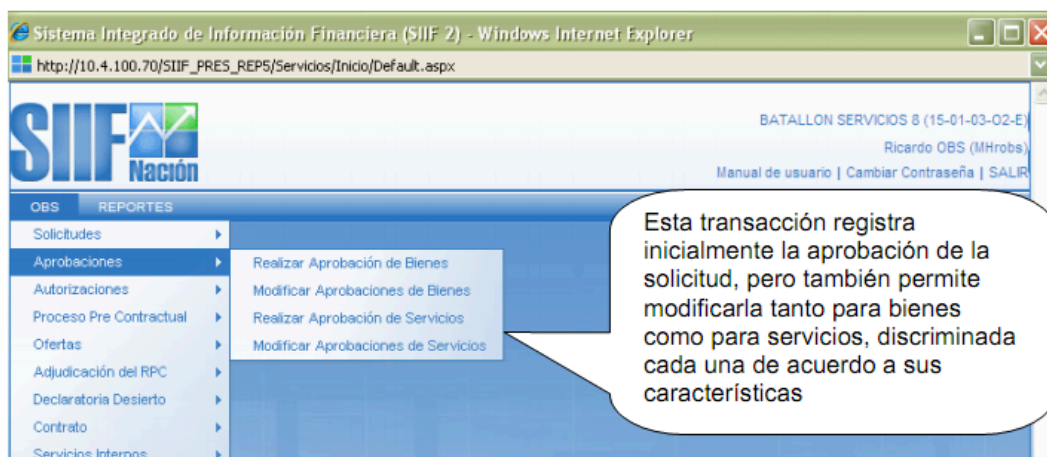 Sistema Integrado de Información Financiera (SIIF 2) - Windows Internet Explorer
http://10.4.100.70/SIIF_PRES_REP5/Servicios/Inicio/Default.aspx
SIIF
Nación
BATALLON SERVICIOS 8 (15-01-03-O2-E)
Ricardo OBS (MHrobs)
Manual de usuario | Cambiar Contraseña | SALIR
OBS REPORTES
Solicitudes
Aprobaciones
Autorizaciones
Proceso Pre Contractual
Ofertas
Adjudicación del RPC
Declaratoria Desierto
Contrato
Servicios Internos
Realizar Aprobación de Bienes
Modificar Aprobaciones de Bienes
Realizar Aprobación de Servicios
Modificar Aprobaciones de Servicios
Esta transacción registra
inicialmente la aprobación de la
solicitud, pero también permite
modificarla tanto para bienes
como para servicios, discriminada
cada una de acuerdo a sus
características